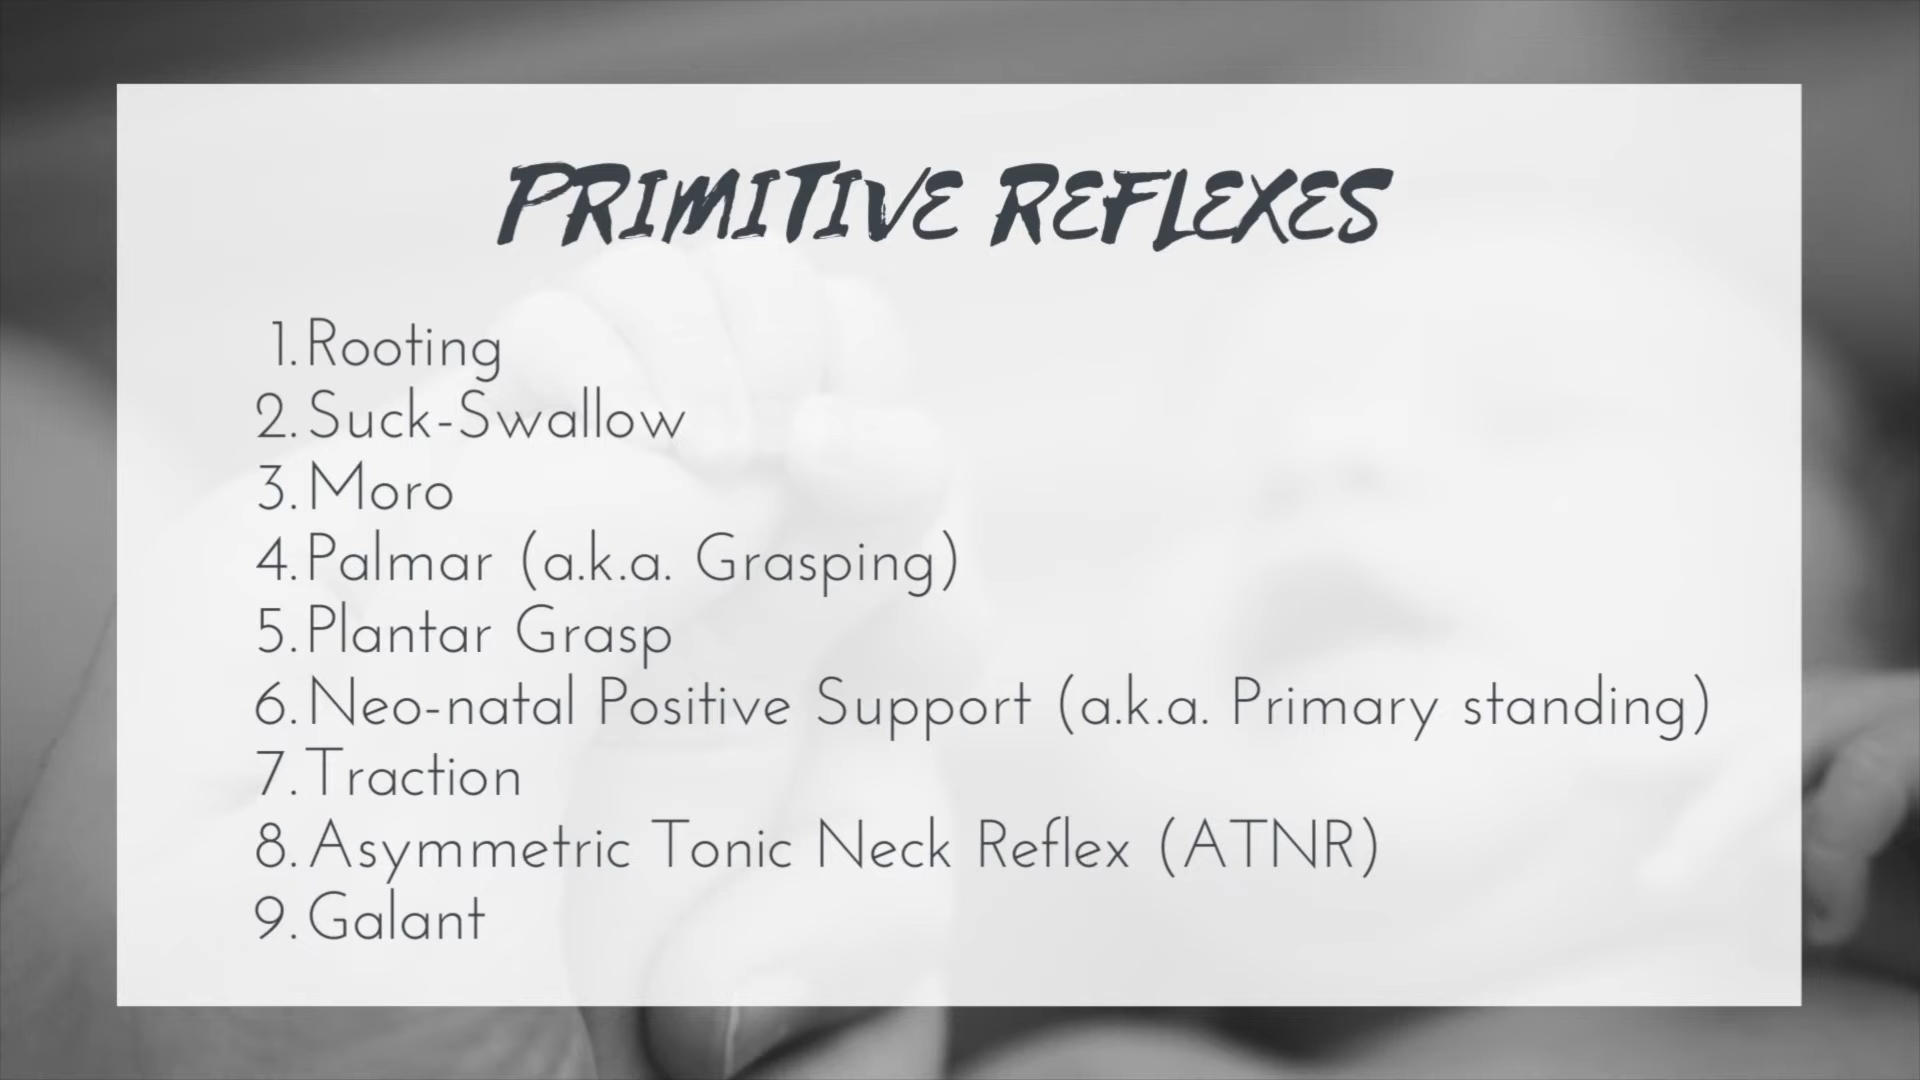 PRIMITIVE REFLEXES
1. Rooting
2. Suck-Swallow
3. Moro
4. Palmar (a.k.a. Grasping)
5. Plantar Grasp
6. Neo-natal Positive Support (a.k.a. Primary standing)
7. Traction
8. Asymmetric Tonic Neck Reflex (ATNR)
9. Galant